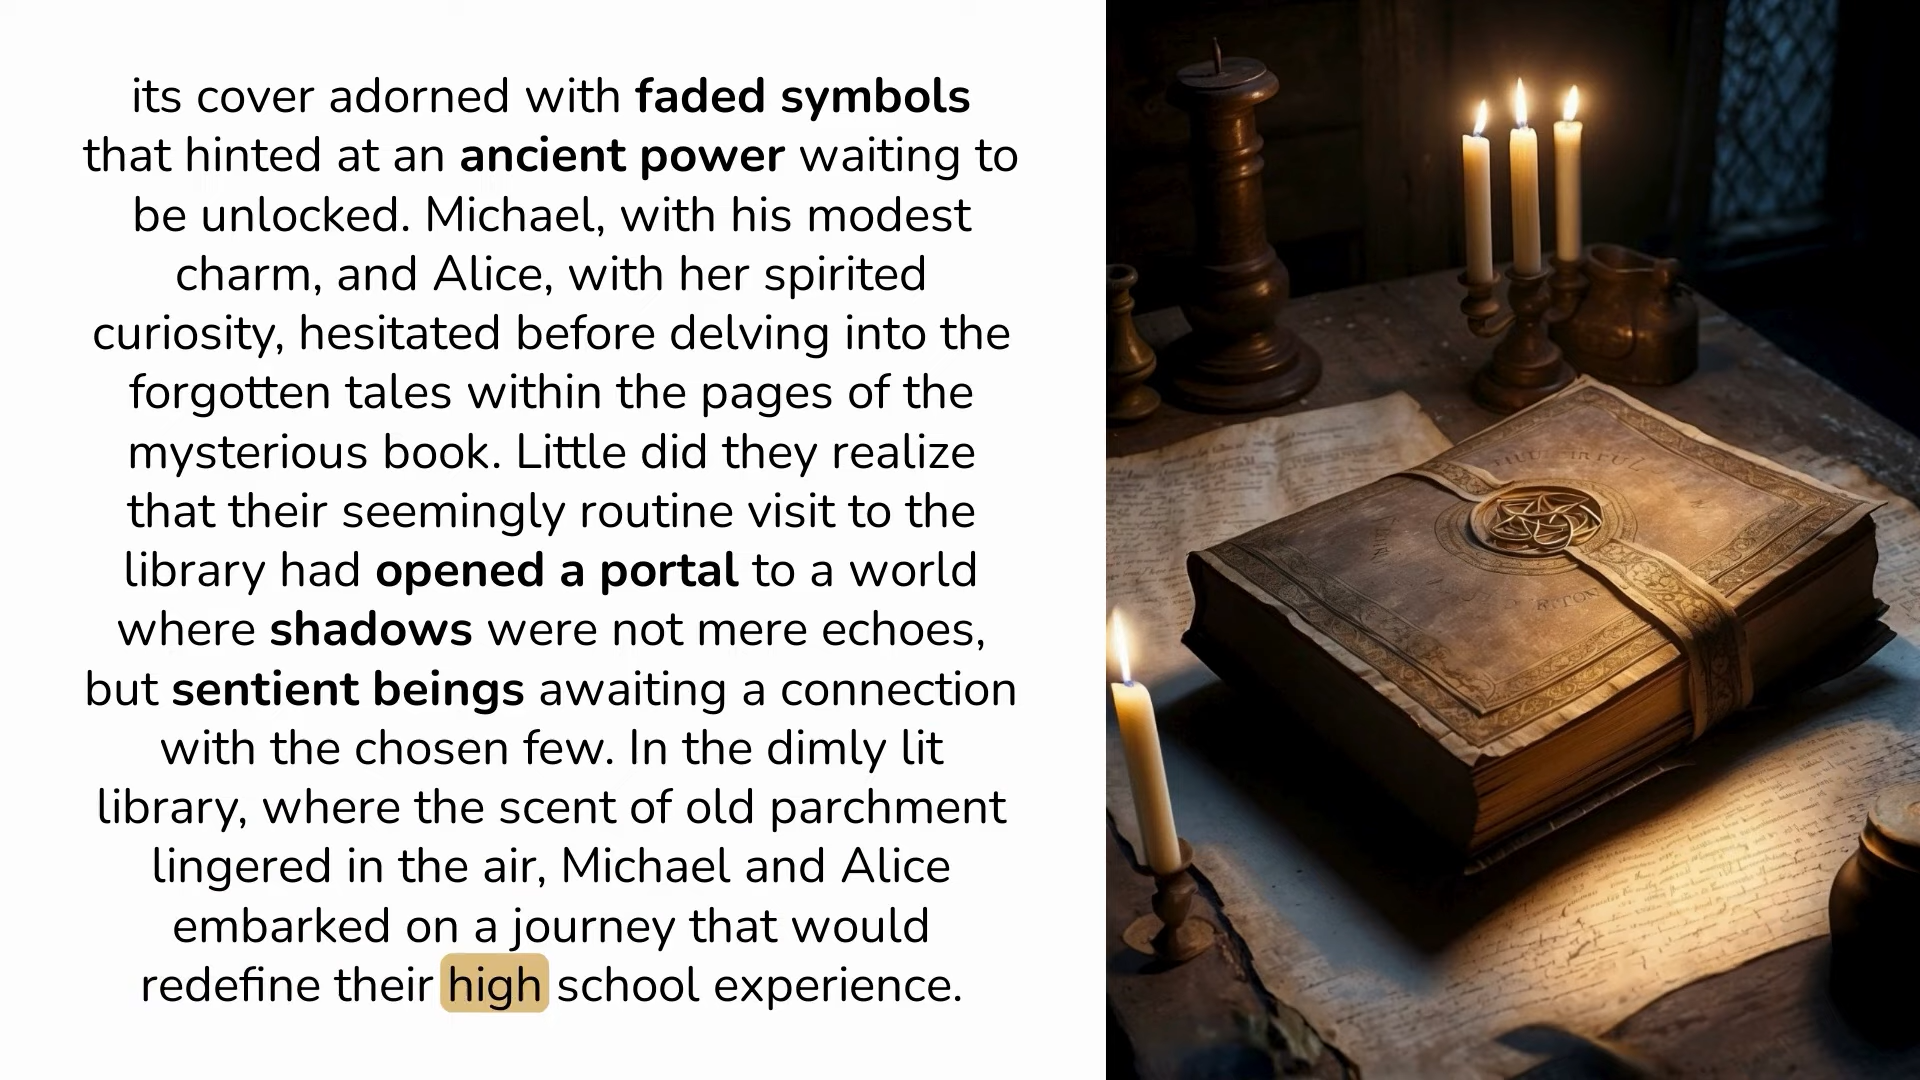 its cover adorned with faded symbols
that hinted at an ancient power waiting to
be unlocked. Michael, with his modest
charm, and Alice, with her spirited
curiosity, hesitated before delving into the
forgotten tales within the pages of the
mysterious book. Little did they realize
that their seemingly routine visit to the
library had opened a portal to a world
where shadows were not mere echoes,
but sentient beings awaiting a connection
with the chosen few. In the dimly lit
library, where the scent of old parchment
lingered in the air, Michael and Alice
embarked on a journey that would
redefine their high school experience.